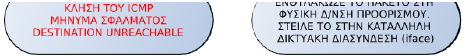 ΚΛΗΣΗ ΤΟΥ ICMP
ΜΗΝΥΜΑ ΣΦΑΛΜΑΤΟΣ
DESTINATION UNREACHABLE
ΕΝΘΥΛΑΚΩΣΕ ΤΟ ΠΑΚΕΤΟ ΣΤΗ
ΦΥΣΙΚΗ Δ/ΝΣΗ ΠΡΟΟΡΙΣΜΟΥ.
ΣΤΕΙΛΕ ΤΟ ΣΤΗΝ ΚΑΤΑΛΛΗΛΗ
ΔΙΚΤΥΑΚΗ ΔΙΑΣΥΝΔΕΣΗ (iface)